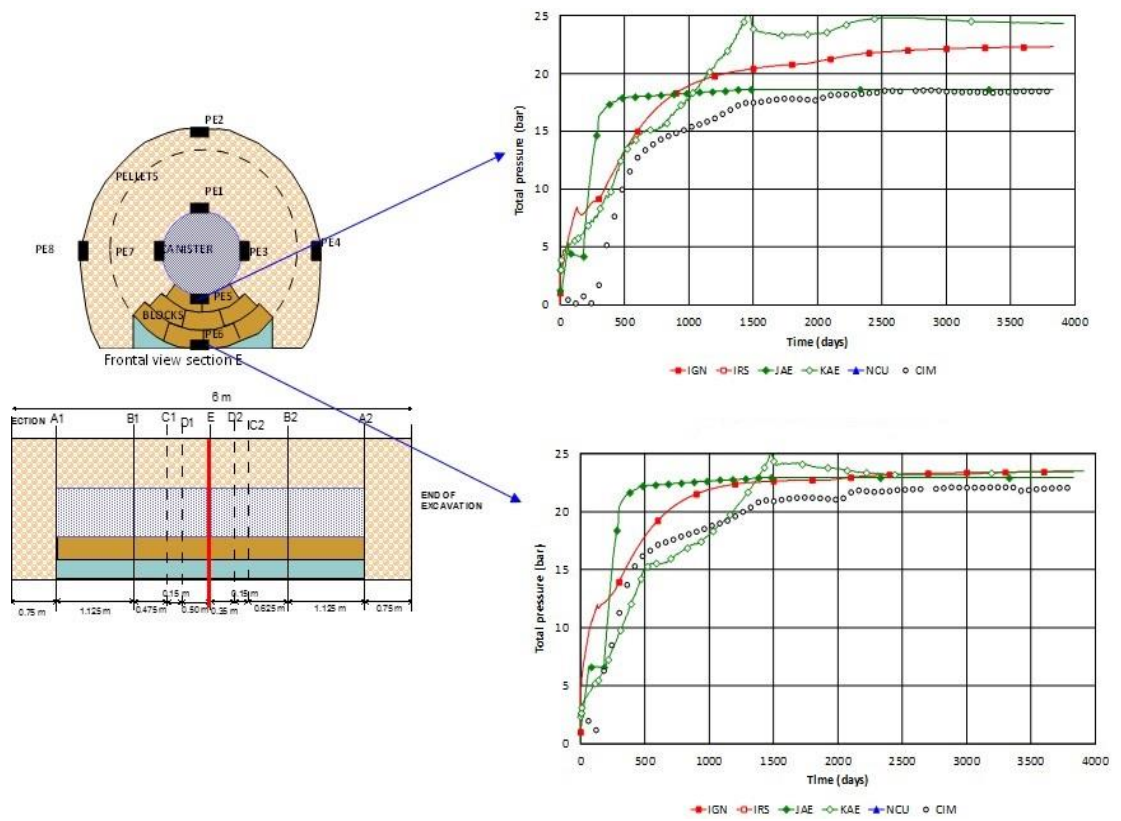 PE2
PELLETS
PE1
PE8
PE7
CANISTER
PE3
PE4
PE5
BLOCKS
PE6
Frontal view section E
6 m
ECTION A1 B1 C1 D1 E D2 C2 B2 A2
END OF
EXCAVATION
0.15 m 0.15 m
0.75 m 1.125 m 0.475 m 0.50 m 0.35 m 0.625 m 1.125 m 0.75 m
Total pressure (bar)
25
20
15
10
5
0
0 500 1000 1500 2000 2500 3000 3500 4000
Time (days)
IGN IRS JAE KAE NCU CIM
Total pressure (bar)
25
20
15
10
5
0
0 500 1000 1500 2000 2500 3000 3500 4000
Time (days)
IGN IRS JAE KAE NCU CIM